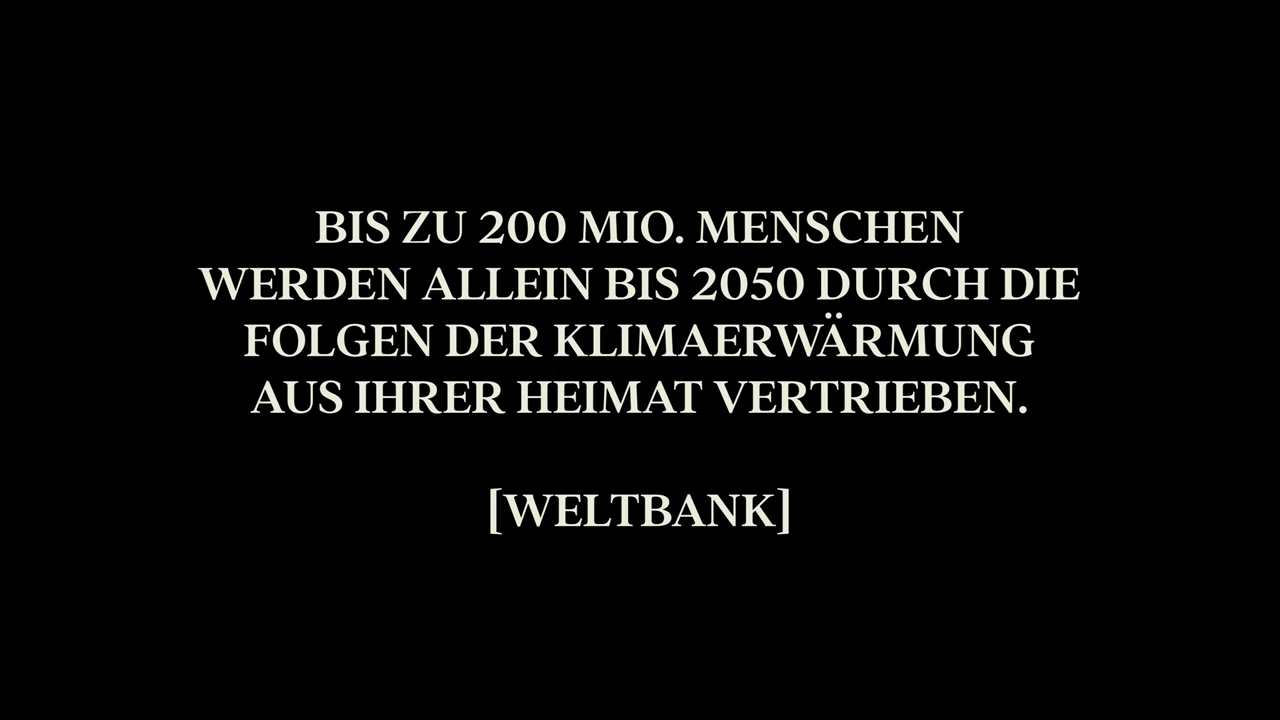 BIS ZU 200 MIO. MENSCHEN
WERDEN ALLEIN BIS 2050 DURCH DIE
FOLGEN DER KLIMAERWÄRMUNG
AUS IHRER HEIMAT VERTRIEBEN.
[WELTBANK]